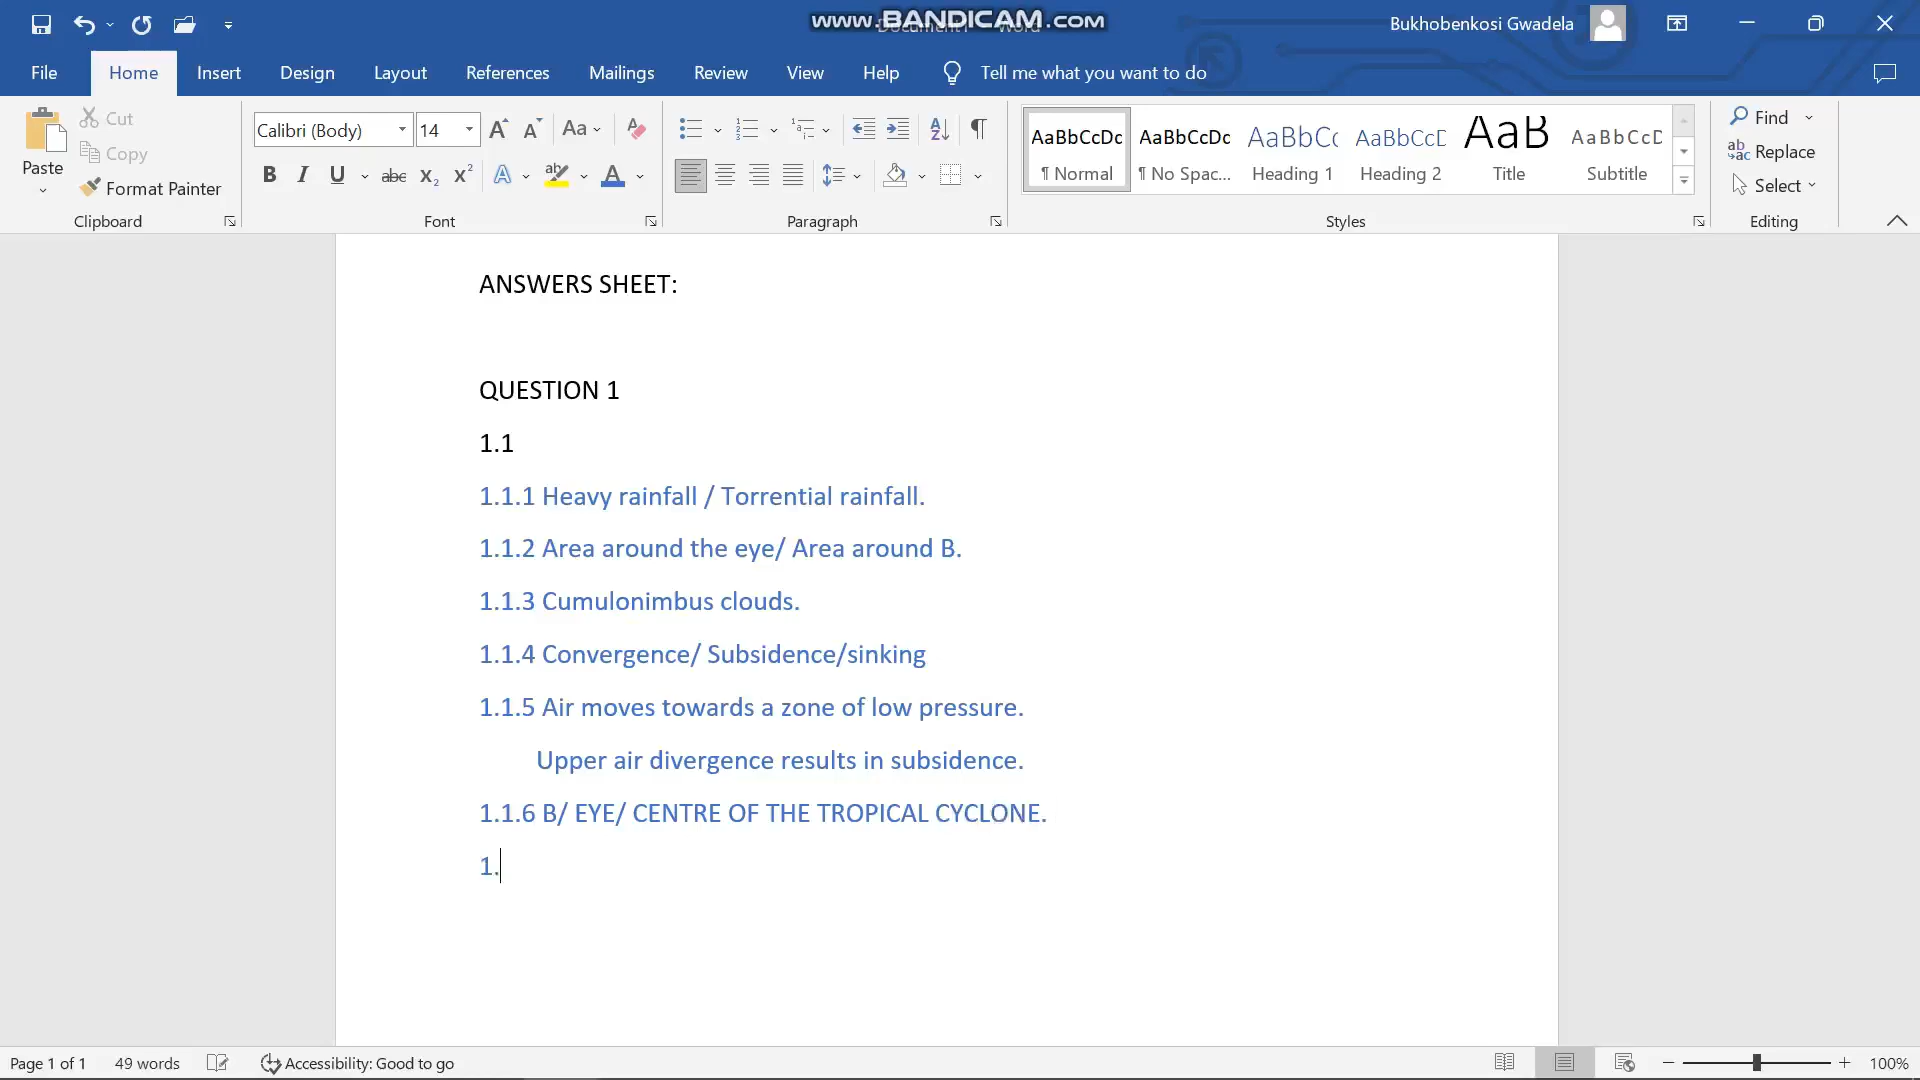 www.BANDICAM.com
Bukhobenkosi Gwadela
File Home Insert Design Layout References Mailings Review View Help Tell me what you want to do
Paste
Cut
Copy
Format Painter
Clipboard
Calibri (Body) 14
Font
Paragraph
AaBbCcDc AaBbCcDc AaBbCc AaBbCcD AaB AaBbCcD
¶ Normal ¶ No Spac... Heading 1 Heading 2 Title Subtitle
Styles
Find
Replace
Select
Editing
ANSWERS SHEET:
QUESTION 1
1.1
1.1.1 Heavy rainfall / Torrential rainfall.
1.1.2 Area around the eye/ Area around B.
1.1.3 Cumulonimbus clouds.
1.1.4 Convergence/ Subsidence/sinking
1.1.5 Air moves towards a zone of low pressure.
Upper air divergence results in subsidence.
1.1.6 B/ EYE/ CENTRE OF THE TROPICAL CYCLONE.
1.
Page 1 of 1 49 words Accessibility: Good to go 100%